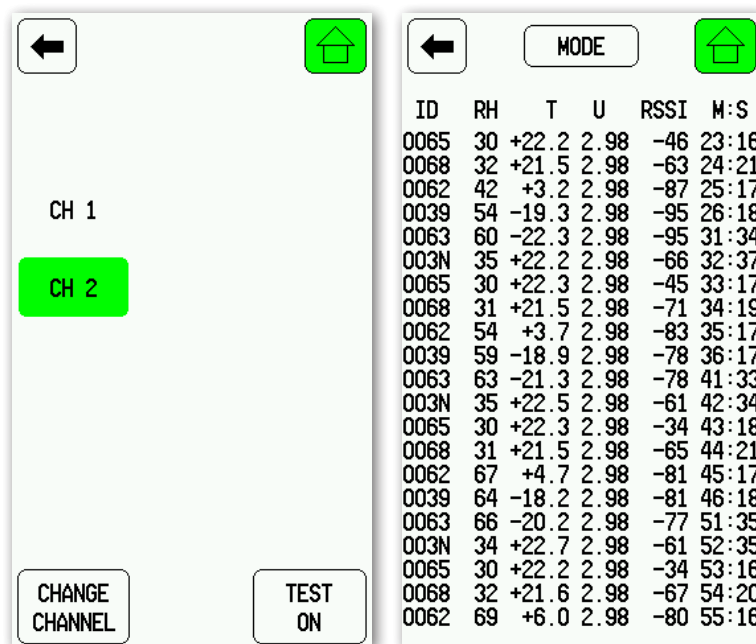 CH 1
CH 2
CHANGE
CHANNEL
TEST
ON
MODE
ID RH T U RSSI M:S
0065 30 +22.2 2.98 -46 23:16
0068 32 +21.5 2.98 -63 24:21
0062 42 +3.2 2.98 -87 25:17
0039 54 -19.3 2.98 -95 26:18
0063 60 -22.3 2.98 -95 31:34
003N 35 +22.2 2.98 -66 32:37
0065 30 +22.3 2.98 -45 33:17
0068 31 +21.5 2.98 -71 34:19
0062 54 +3.7 2.98 -83 35:17
0039 59 -18.9 2.98 -78 36:17
0063 63 -21.3 2.98 -78 41:33
003N 35 +22.5 2.98 -61 42:34
0065 30 +22.3 2.98 -34 43:18
0068 31 +21.5 2.98 -65 44:21
0062 67 +4.7 2.98 -81 45:17
0039 64 -18.2 2.98 -81 46:18
0063 66 -20.2 2.98 -77 51:35
003N 34 +22.7 2.98 -61 52:35
0065 30 +22.2 2.98 -34 53:16
0068 32 +21.6 2.98 -67 54:20
0062 69 +6.0 2.98 -80 55:16